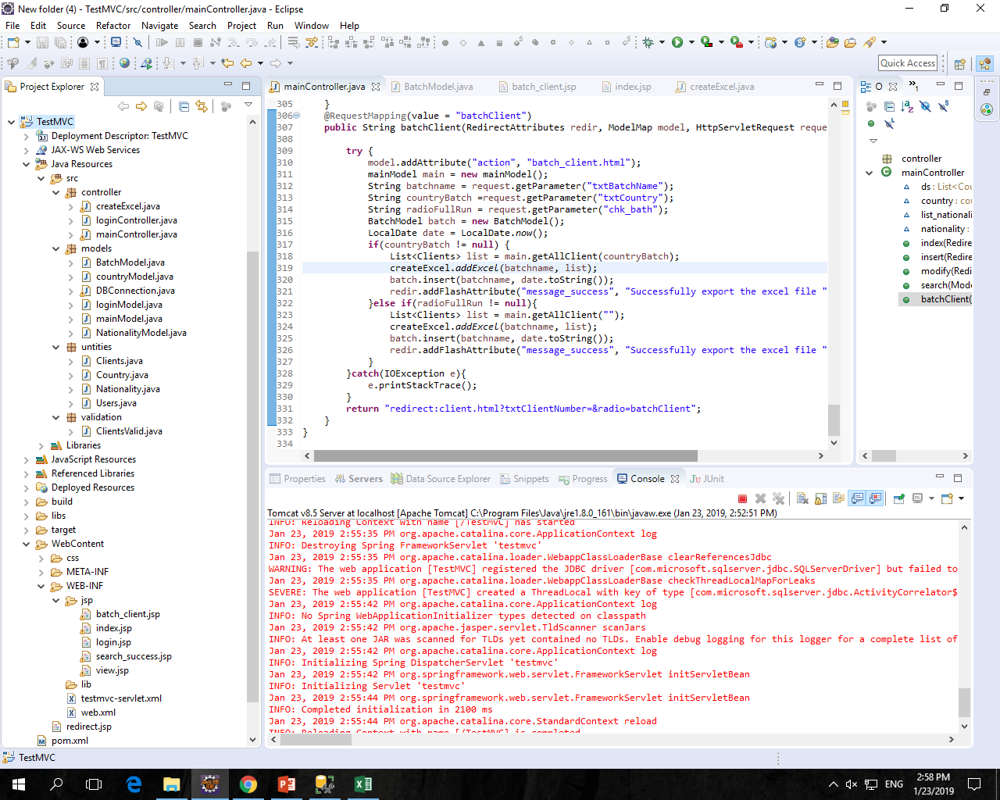 New folder (4) - TestMVC/src/controller/mainController.java - Eclipse
File Edit Source Refactor Navigate Search Project Run Window Help
Quick Access
Project Explorer
TestMVC
Deployment Descriptor: TestMVC
JAX-WS Web Services
Java Resources
src
controller
createExcel.java
loginController.java
mainController.java
models
BatchModel.java
countryModel.java
DBConnection.java
loginModel.java
mainModel.java
NationalityModel.java
untities
Clients.java
Country.java
Nationality.java
Users.java
validation
ClientsValid.java
Libraries
JavaScript Resources
Referenced Libraries
Deployed Resources
build
libs
target
WebContent
css
META-INF
WEB-INF
jsp
batch_client.jsp
index.jsp
login.jsp
search_success.jsp
view.jsp
lib
testmvc-servlet.xml
web.xml
redirect.jsp
pom.xml
mainController.java BatchModel.java batch_client.jsp index.jsp createExcel.java
305 }
306 @RequestMapping(value = "batchClient")
307 public String batchClient(RedirectAttributes redir, ModelMap model, HttpServletRequest reque
308
309 try {
310 model.addAttribute("action", "batch_client.html");
311 mainModel main = new mainModel();
312 String batchname = request.getParameter("txtBatchName");
313 String countryBatch =request.getParameter("txtCountry");
314 String radioFullRun = request.getParameter("chk_bath");
315 BatchModel batch = new BatchModel();
316 LocalDate date = LocalDate.now();
317 if(countryBatch != null) {
318 List<Clients> list = main.getAllClient(countryBatch);
319 createExcel.addExcel(batchname, list);
320 batch.insert(batchname, date.toString());
321 redir.addFlashAttribute("message_success", "Successfully export the excel file "
322 }else if(radioFullRun != null){
323 List<Clients> list = main.getAllClient("");
324 createExcel.addExcel(batchname, list);
325 batch.insert(batchname, date.toString());
326 redir.addFlashAttribute("message_success", "Successfully export the excel file "
327 }
328 }catch(IOException e){
329 e.printStackTrace();
330 }
331 return "redirect:client.html?txtClientNumber=&radio=batchClient";
332 }
333 }
334
O
controller
mainController
ds : List<Cou
country : cou
list_nationali
nationality :
index(Redire
insert(Redire
modify(Redi
search(Mode
batchClient(
Properties Servers Data Source Explorer Snippets Progress Console JUnit
Tomcat v8.5 Server at localhost [Apache Tomcat] C:\Program Files\Java\jre1.8.0_161\bin\javaw.exe (Jan 23, 2019, 2:52:51 PM)
INFO: Reloading Context with name [/TestMVC] has started
Jan 23, 2019 2:55:35 PM org.apache.catalina.core.ApplicationContext log
INFO: Destroying Spring FrameworkServlet 'testmvc'
Jan 23, 2019 2:55:35 PM org.apache.catalina.loader.WebappClassLoaderBase clearReferencesJdbc
WARNING: The web application [TestMVC] registered the JDBC driver [com.microsoft.sqlserver.jdbc.SQLServerDriver] but failed to
Jan 23, 2019 2:55:35 PM org.apache.catalina.loader.WebappClassLoaderBase checkThreadLocalMapForLeaks
SEVERE: The web application [TestMVC] created a ThreadLocal with key of type [com.microsoft.sqlserver.jdbc.ActivityCorrelator$
Jan 23, 2019 2:55:42 PM org.apache.catalina.core.ApplicationContext log
INFO: No Spring WebApplicationInitializer types detected on classpath
Jan 23, 2019 2:55:42 PM org.apache.jasper.servlet.TldScanner scanJars
INFO: At least one JAR was scanned for TLDs yet contained no TLDs. Enable debug logging for this logger for a complete list of
Jan 23, 2019 2:55:42 PM org.apache.catalina.core.ApplicationContext log
INFO: Initializing Spring DispatcherServlet 'testmvc'
Jan 23, 2019 2:55:42 PM org.springframework.web.servlet.FrameworkServlet initServletBean
INFO: Initializing Servlet 'testmvc'
Jan 23, 2019 2:55:44 PM org.springframework.web.servlet.FrameworkServlet initServletBean
INFO: Completed initialization in 2100 ms
Jan 23, 2019 2:55:44 PM org.apache.catalina.core.StandardContext reload
INFO: Reloading Context with name [/TestMVC] is completed
TestMVC
ENG
2:58 PM
1/23/2019